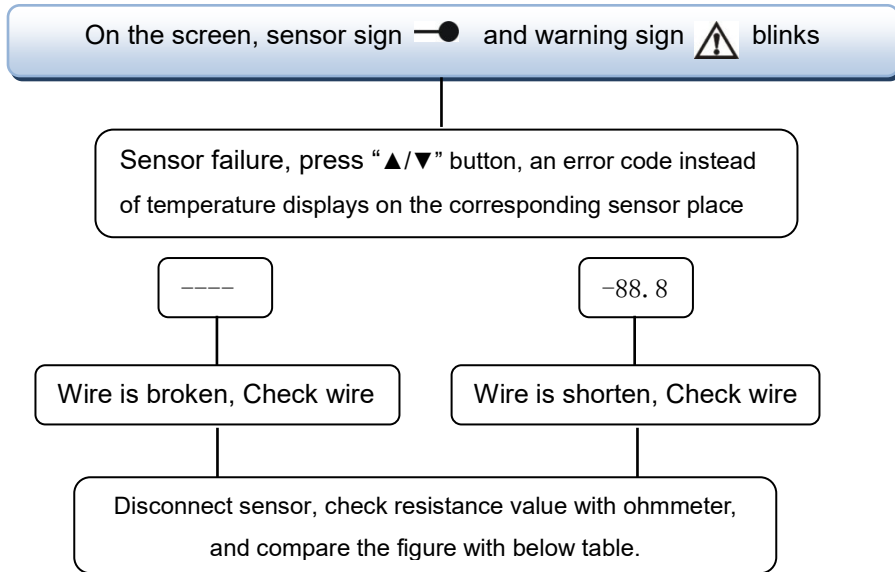 On the screen, sensor sign and warning sign blinks
Sensor failure, press “▲/▼” button, an error code instead
of temperature displays on the corresponding sensor place
----
-88.8
Wire is broken, Check wire
Wire is shorten, Check wire
Disconnect sensor, check resistance value with ohmmeter,
and compare the figure with below table.